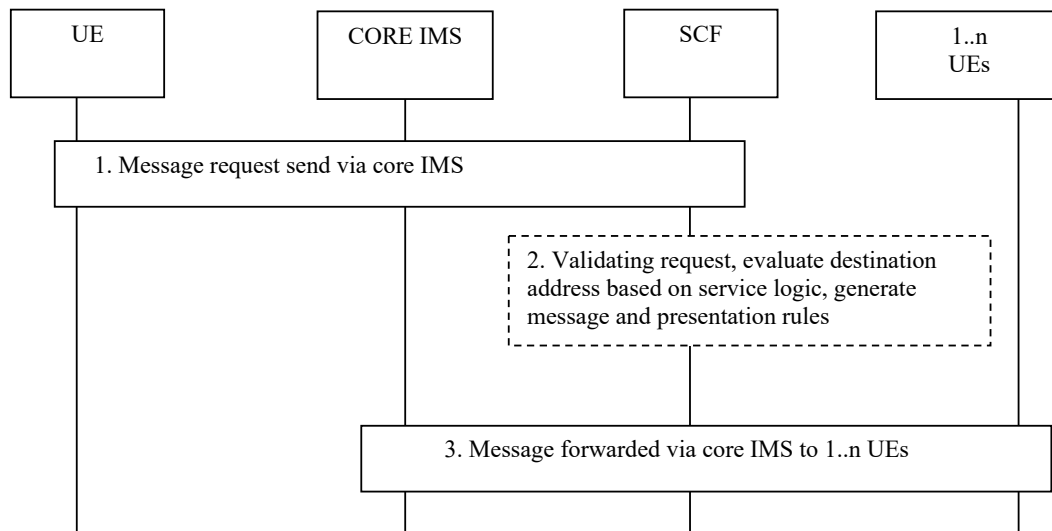 UE
CORE IMS
SCF
1..n
UEs
1. Message request send via core IMS
2. Validating request, evaluate destination
address based on service logic, generate
message and presentation rules
3. Message forwarded via core IMS to 1..n UEs